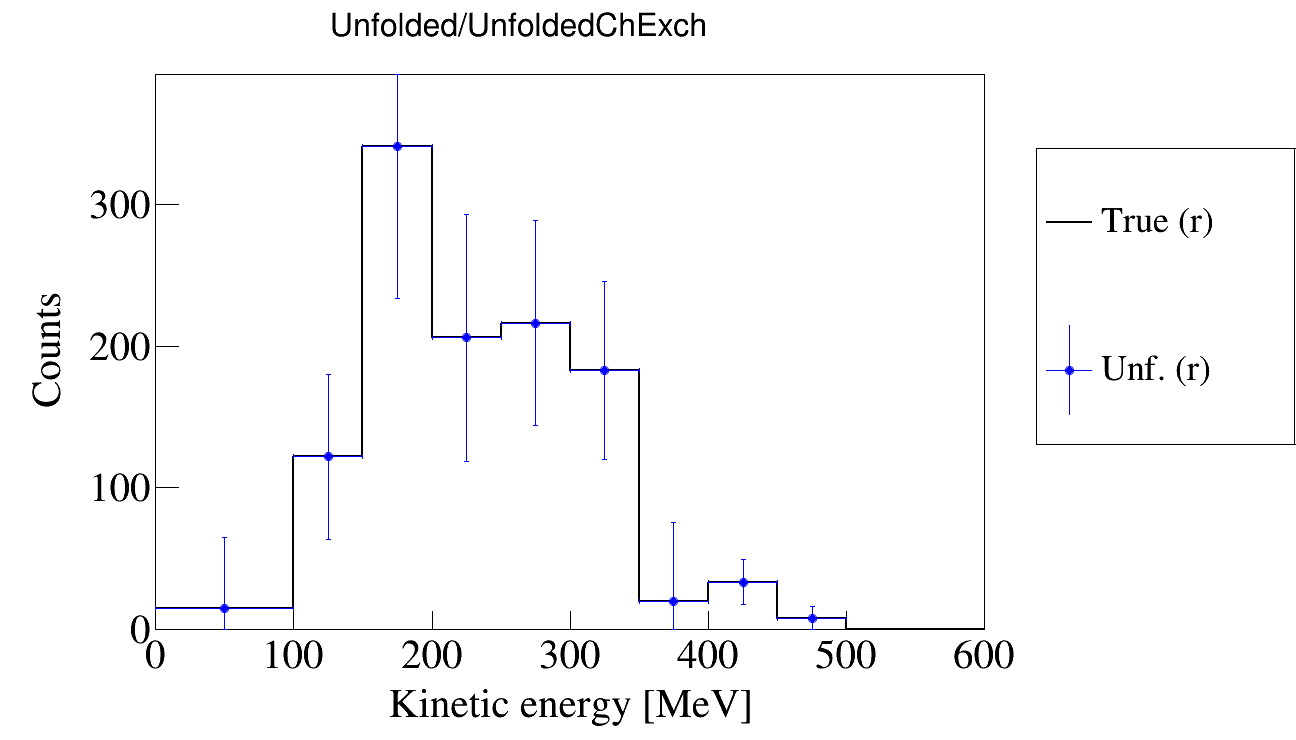 Unfolded/UnfoldedChExch
300
200
100
0
Counts
0 100 200 300 400 500 600
Kinetic energy [MeV]
True (r)
Unf. (r)